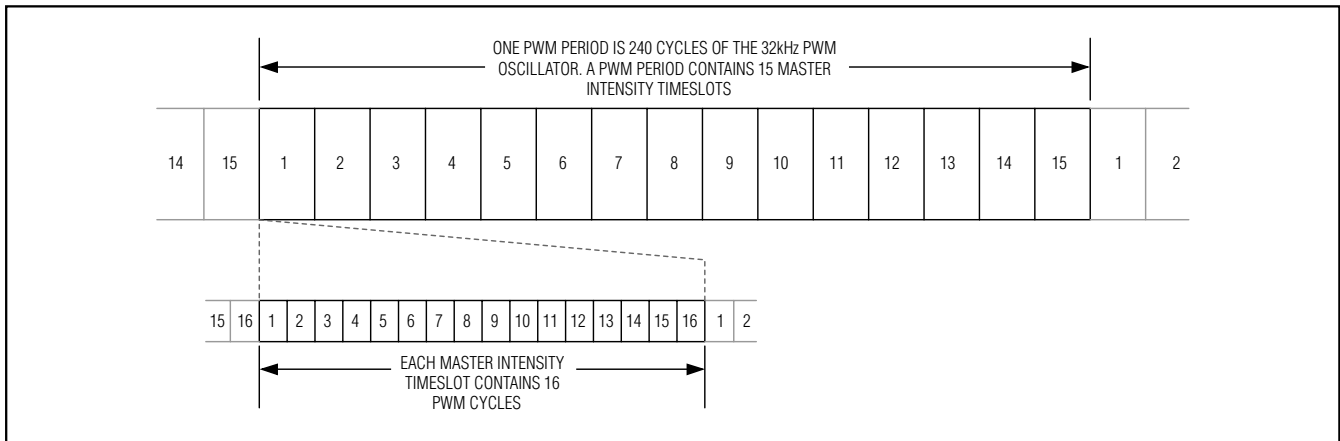 ONE PWM PERIOD IS 240 CYCLES OF THE 32kHz PWM
OSCILLATOR. A PWM PERIOD CONTAINS 15 MASTER
INTENSITY TIMESLOTS
14 15 1 2 3 4 5 6 7 8 9 10 11 12 13 14 15 1 2
15 16 1 2 3 4 5 6 7 8 9 10 11 12 13 14 15 16 1 2
EACH MASTER INTENSITY
TIMESLOT CONTAINS 16
PWM CYCLES